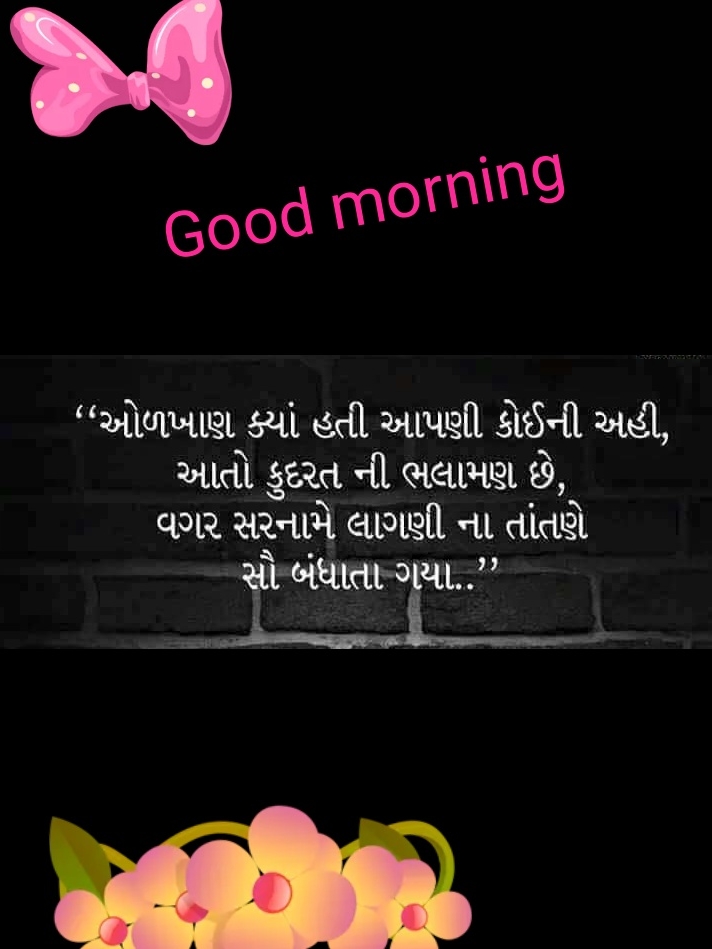 Good morning
“ઓળખાણ ક્યાં હતી આપણી કોઈની અહી,
આતો કુદરત ની ભલામણ છે,
વગર સરનામે લાગણી ના તાંતણે
સૌ બંધાતા ગયા..”